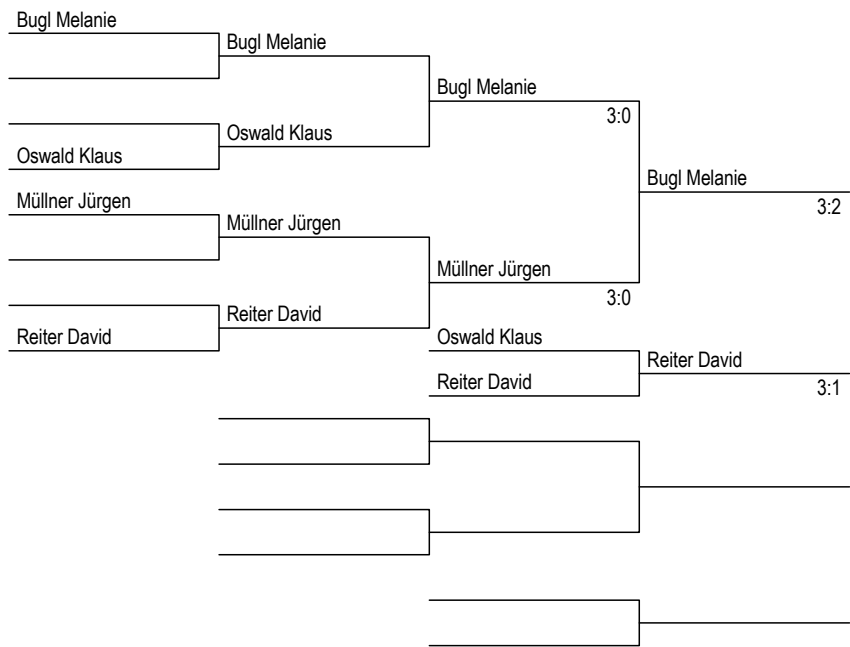 Bugl Melanie
Bugl Melanie
Bugl Melanie
3:0
Oswald Klaus
Oswald Klaus
Bugl Melanie
3:2
Müllner Jürgen
Müllner Jürgen
Müllner Jürgen
3:0
Reiter David
Reiter David
Oswald Klaus
Reiter David
Reiter David
3:1